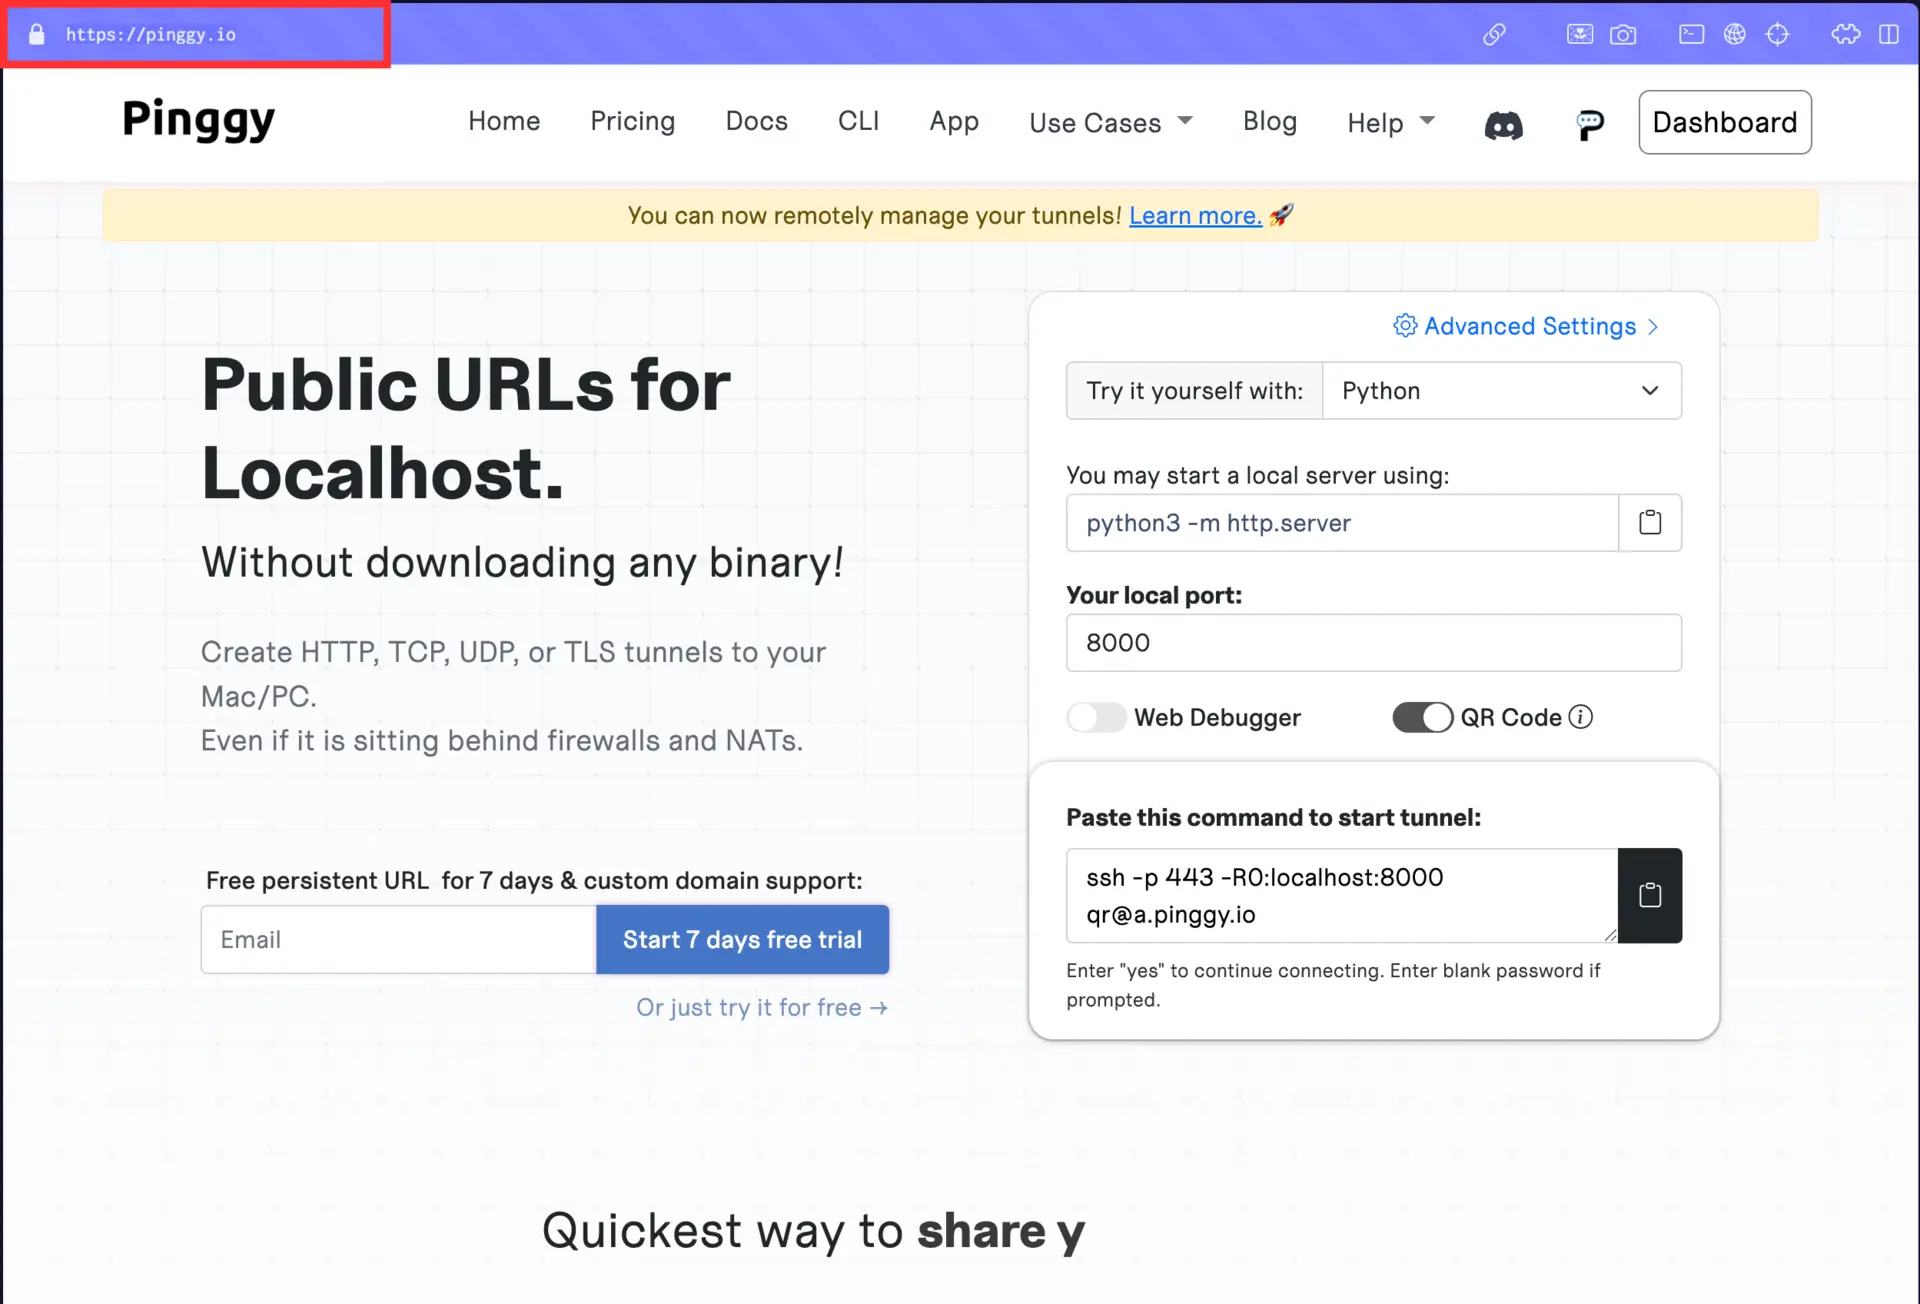 https://pinggy.io
Pinggy
Home Pricing Docs CLI App Use Cases Blog Help Dashboard
You can now remotely manage your tunnels! Learn more. 🚀
Public URLs for
Localhost.
Without downloading any binary!
Create HTTP, TCP, UDP, or TLS tunnels to your
Mac/PC.
Even if it is sitting behind firewalls and NATs.
Free persistent URL for 7 days & custom domain support:
Email
Start 7 days free trial
Or just try it for free →
Advanced Settings
Try it yourself with: Python
You may start a local server using:
python3 -m http.server
Your local port:
8000
Web Debugger QR Code
Paste this command to start tunnel:
ssh -p 443 -R0:localhost:8000
qr@a.pinggy.io
Enter "yes" to continue connecting. Enter blank password if
prompted.
Quickest way to share y